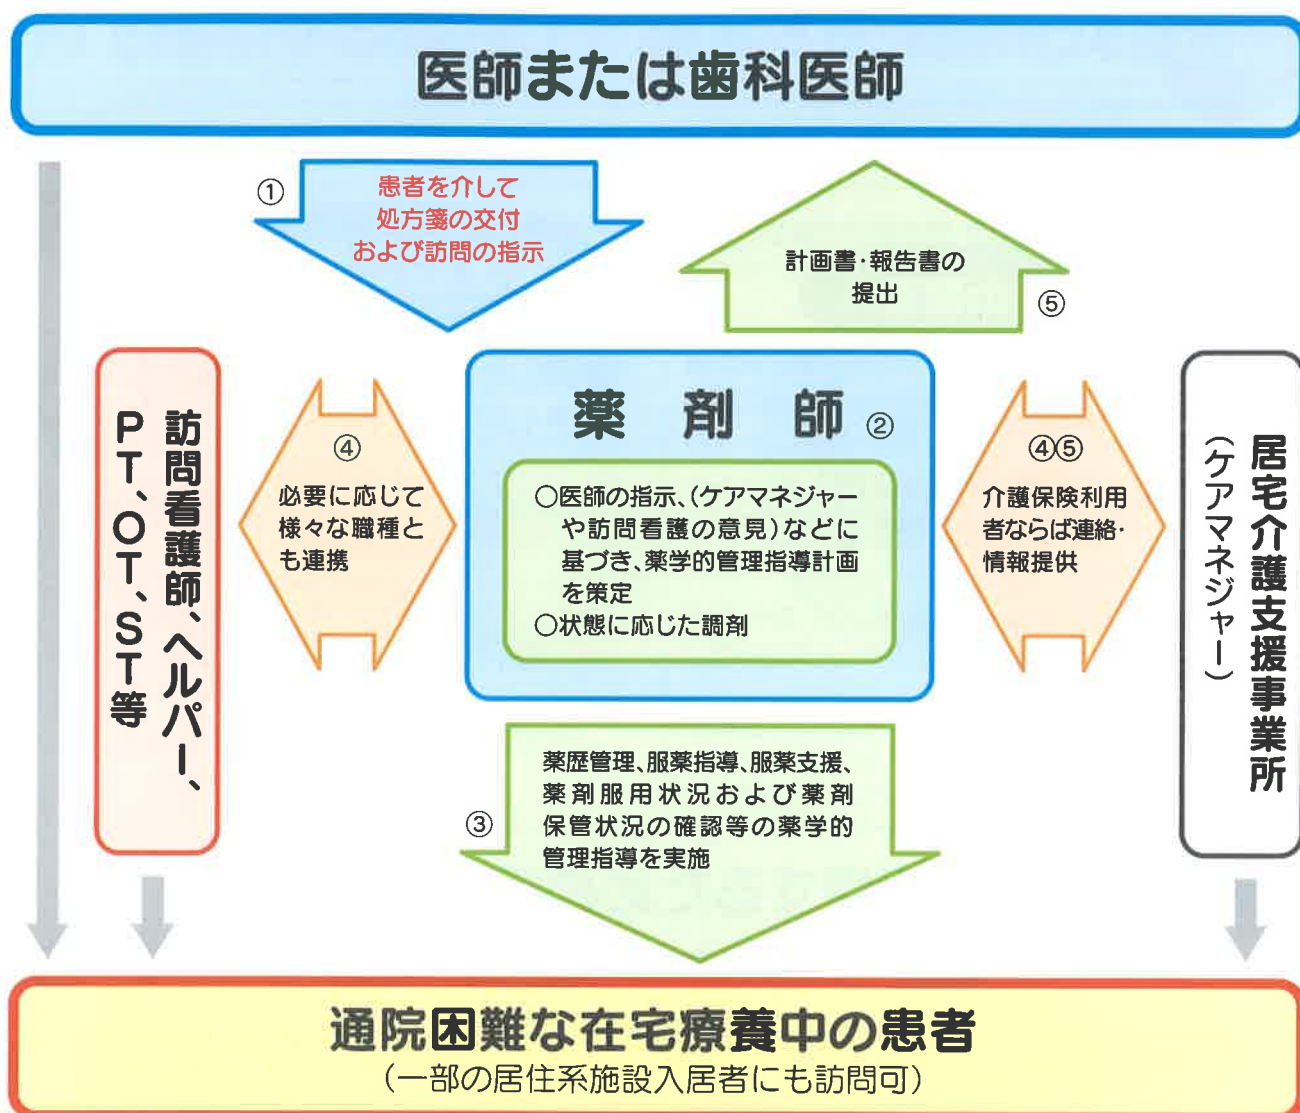 医師または歯科医師
①
患者を介して
処方箋の交付
および訪問の指示
計画書・報告書の
提出
⑤
訪問看護師、ヘルパー、
PT、OT、ST等
④
必要に応じて
様々な職種と
も連携
薬剤師 ②
○医師の指示、(ケアマネジャー
や訪問看護の意見)などに
基づき、薬学的管理指導計画
を策定
○状態に応じた調剤
④⑤
介護保険利用
者ならば連絡・
情報提供
居宅介護支援事業所
(ケアマネジャー)
③
薬歴管理、服薬指導、服薬支援、
薬剤服用状況および薬剤
保管状況の確認等の薬学的
管理指導を実施
通院困難な在宅療養中の患者
(一部の居住系施設入居者にも訪問可)